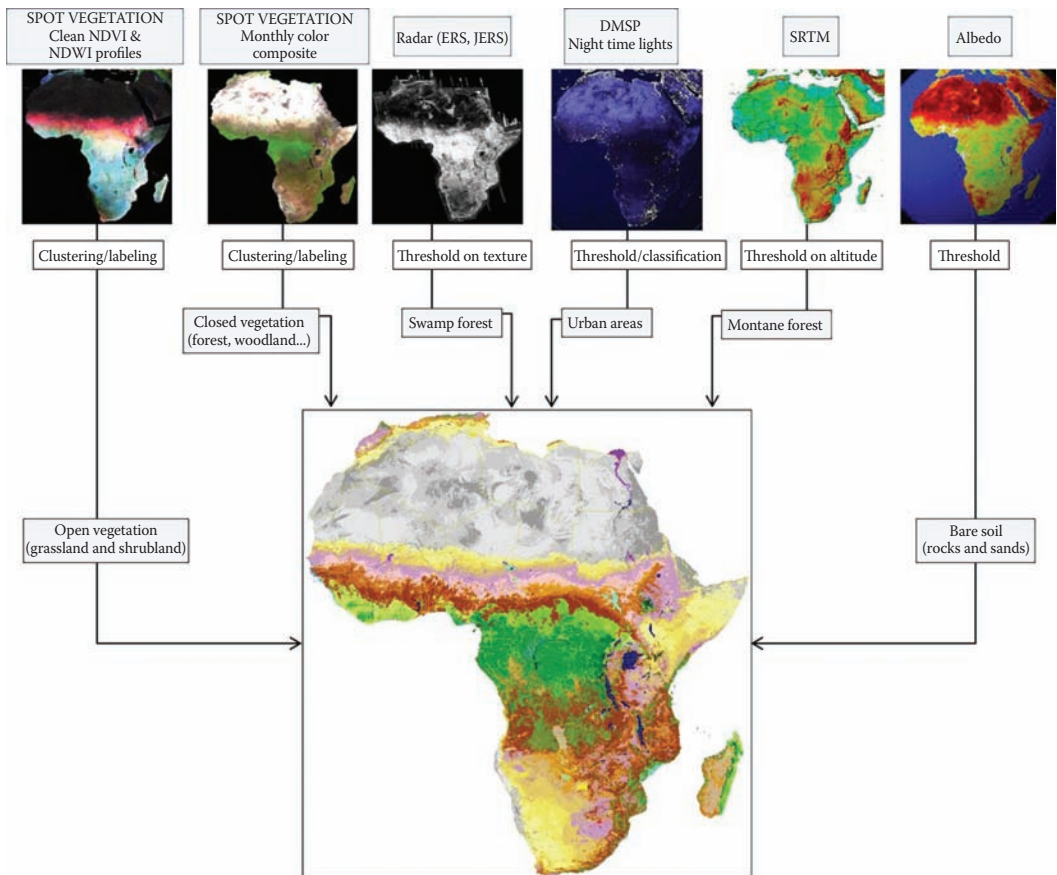 SPOT VEGETATION
Clean NDVI &
NDWI profiles
SPOT VEGETATION
Monthly color
composite
Radar (ERS, JERS)
DMSP
Night time lights
SRTM
Albedo
Clustering/labeling
Clustering/labeling
Threshold on texture
Threshold/classification
Threshold on altitude
Threshold
Closed vegetation
(forest, woodland...)
Swamp forest
Urban areas
Montane forest
Open vegetation
(grassland and shrubland)
Bare soil
(rocks and sands)